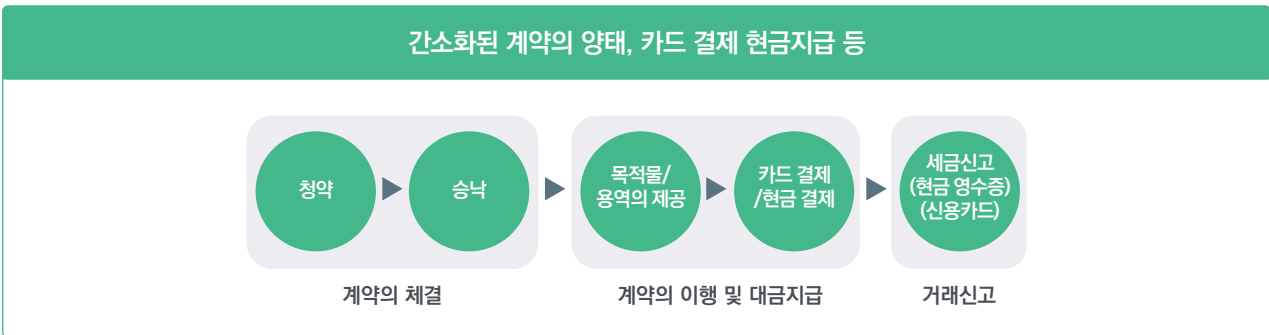 간소화된 계약의 양태, 카드 결제 현금지급 등
청약
승낙
목적물/
용역의 제공
카드 결제
/현금 결제
세금신고
(현금 영수증)
(신용카드)
계약의 체결
계약의 이행 및 대금지급
거래신고